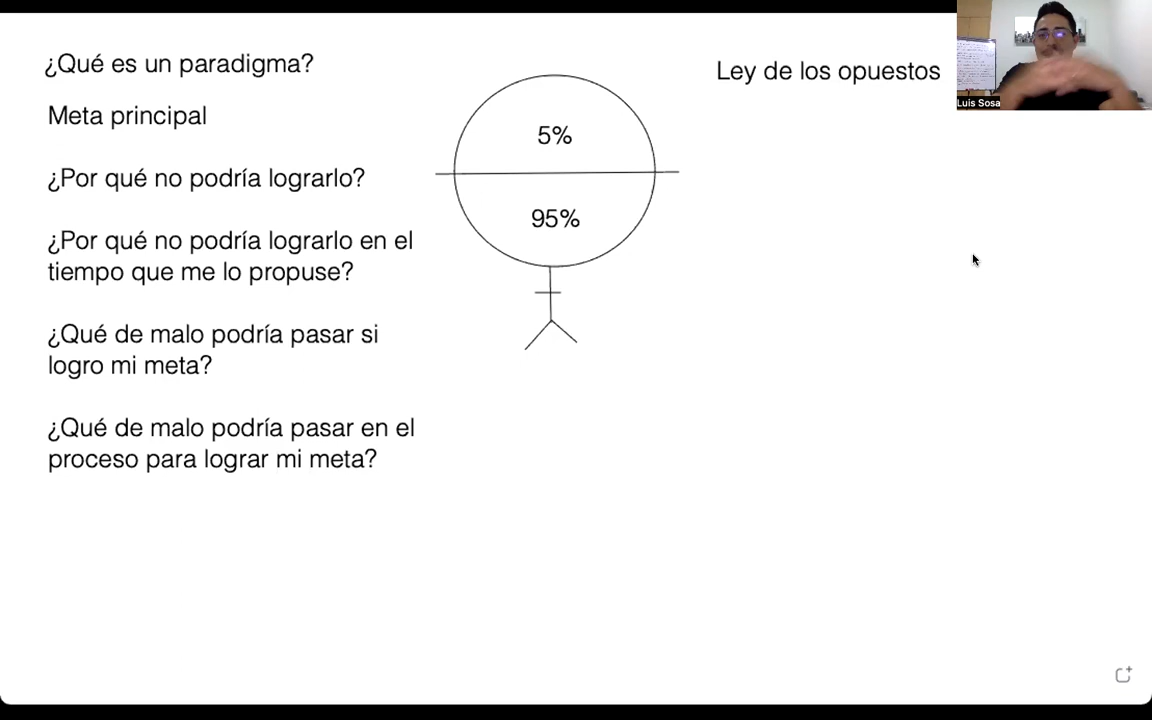 ¿Qué es un paradigma?
Meta principal
¿Por qué no podría lograrlo?
¿Por qué no podría lograrlo en el
tiempo que me lo propuse?
¿Qué de malo podría pasar si
logro mi meta?
¿Qué de malo podría pasar en el
proceso para lograr mi meta?
5%
95%
Ley de los opuestos
Luis Sosa